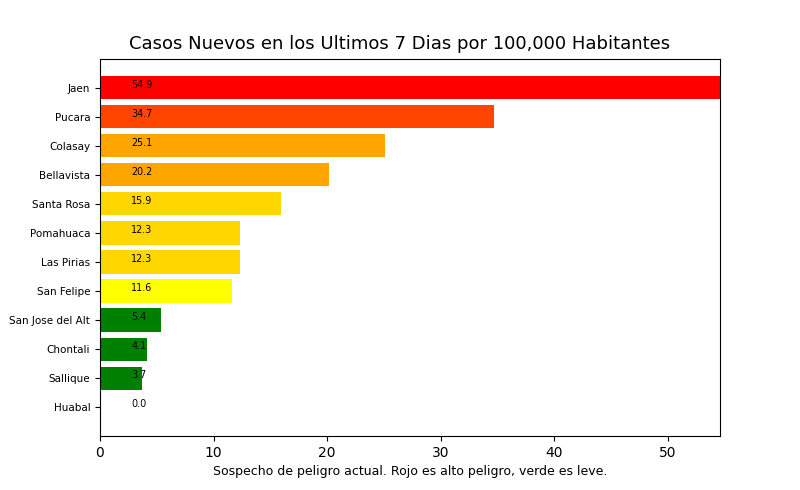 Casos Nuevos en los Ultimos 7 Dias por 100,000 Habitantes
Jaen 54.9
Pucara 34.7
Colasay 25.1
Bellavista 20.2
Santa Rosa 15.9
Pomahuaca 12.3
Las Pirias 12.3
San Felipe 11.6
San Jose del Alt 5.4
Chontali 4.1
Sallique 3.7
Huabal 0.0
0 10 20 30 40 50
Sospecho de peligro actual. Rojo es alto peligro, verde es leve.